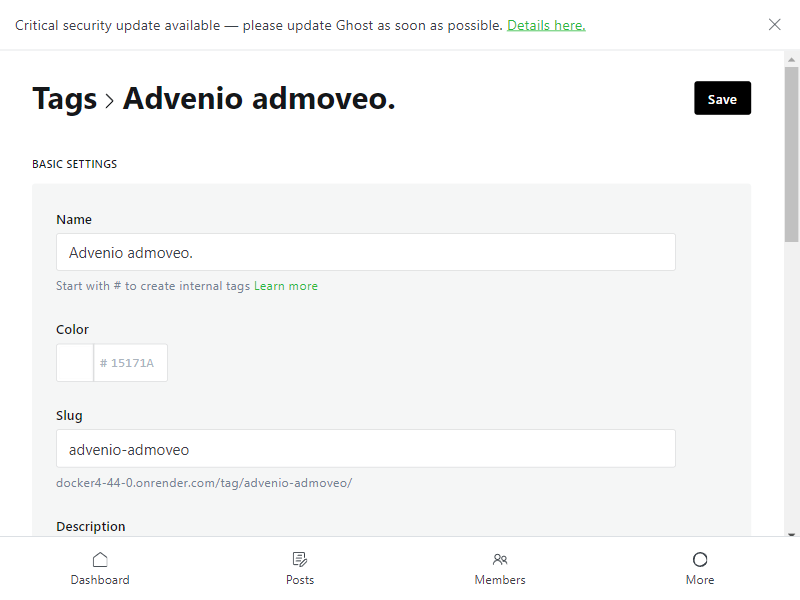 Critical security update available — please update Ghost as soon as possible. Details here.
Tags > Advenio admoveo.
Save
BASIC SETTINGS
Name
Advenio admoveo.
Start with # to create internal tags Learn more
Color
# 15171A
Slug
advenio-admoveo
docker4-44-0.onrender.com/tag/advenio-admoveo/
Description
Dashboard
Posts
Members
More